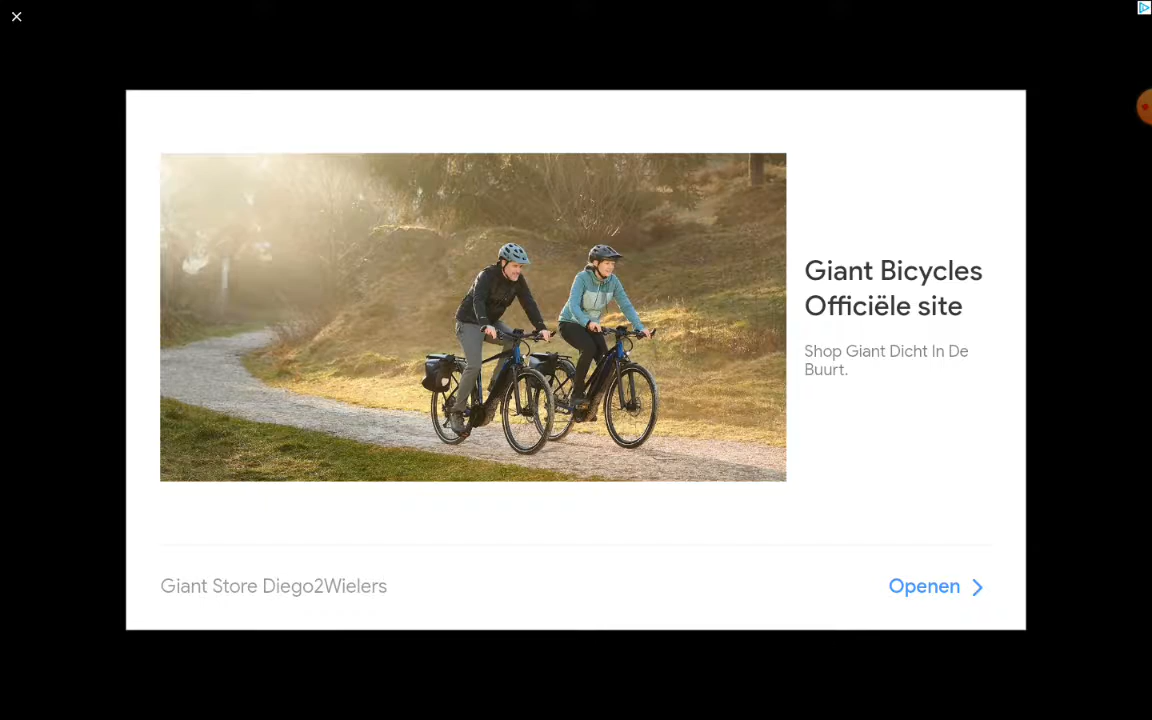 Giant Bicycles
Officiële site
Shop Giant Dicht In De
Buurt.
Giant Store Diego2Wielers
Openen